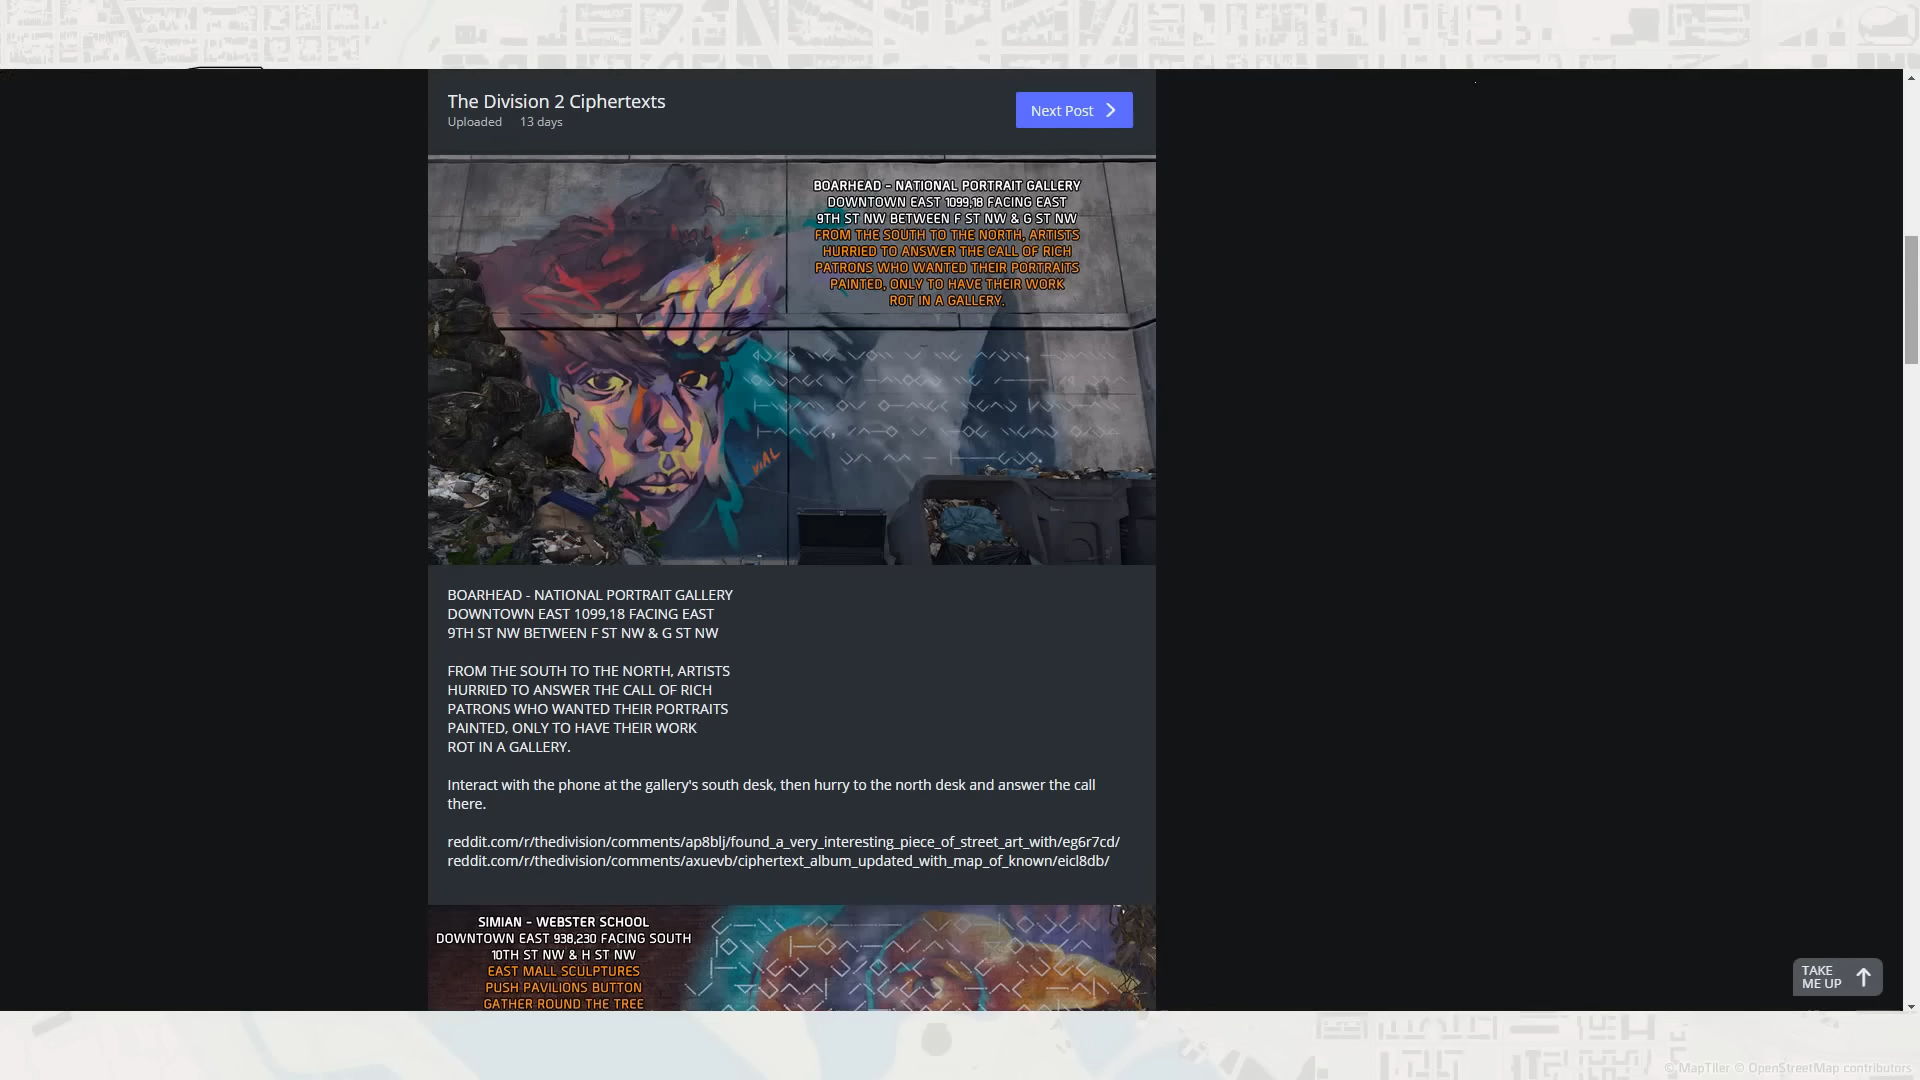 The Division 2 Ciphertexts
Uploaded 13 days
Next Post
BOARHEAD - NATIONAL PORTRAIT GALLERY
DOWNTOWN EAST 1099,18 FACING EAST
9TH ST NW BETWEEN F ST NW & G ST NW
FROM THE SOUTH TO THE NORTH, ARTISTS
HURRIED TO ANSWER THE CALL OF RICH
PATRONS WHO WANTED THEIR PORTRAITS
PAINTED, ONLY TO HAVE THEIR WORK
ROT IN A GALLERY.
VIAL
BOARHEAD - NATIONAL PORTRAIT GALLERY
DOWNTOWN EAST 1099,18 FACING EAST
9TH ST NW BETWEEN F ST NW & G ST NW
FROM THE SOUTH TO THE NORTH, ARTISTS
HURRIED TO ANSWER THE CALL OF RICH
PATRONS WHO WANTED THEIR PORTRAITS
PAINTED, ONLY TO HAVE THEIR WORK
ROT IN A GALLERY.
Interact with the phone at the gallery's south desk, then hurry to the north desk and answer the call
there.
reddit.com/r/thedivision/comments/ap8blj/found_a_very_interesting_piece_of_street_art_with/eg6r7cd/
reddit.com/r/thedivision/comments/axuevb/ciphertext_album_updated_with_map_of_known/eicl8db/
SIMIAN - WEBSTER SCHOOL
DOWNTOWN EAST 938,230 FACING SOUTH
10TH ST NW & H ST NW
EAST MALL SCULPTURES
PUSH PAVILIONS BUTTON
GATHER ROUND THE TREE
TAKE
ME UP
© MapTiler © OpenStreetMap contributors